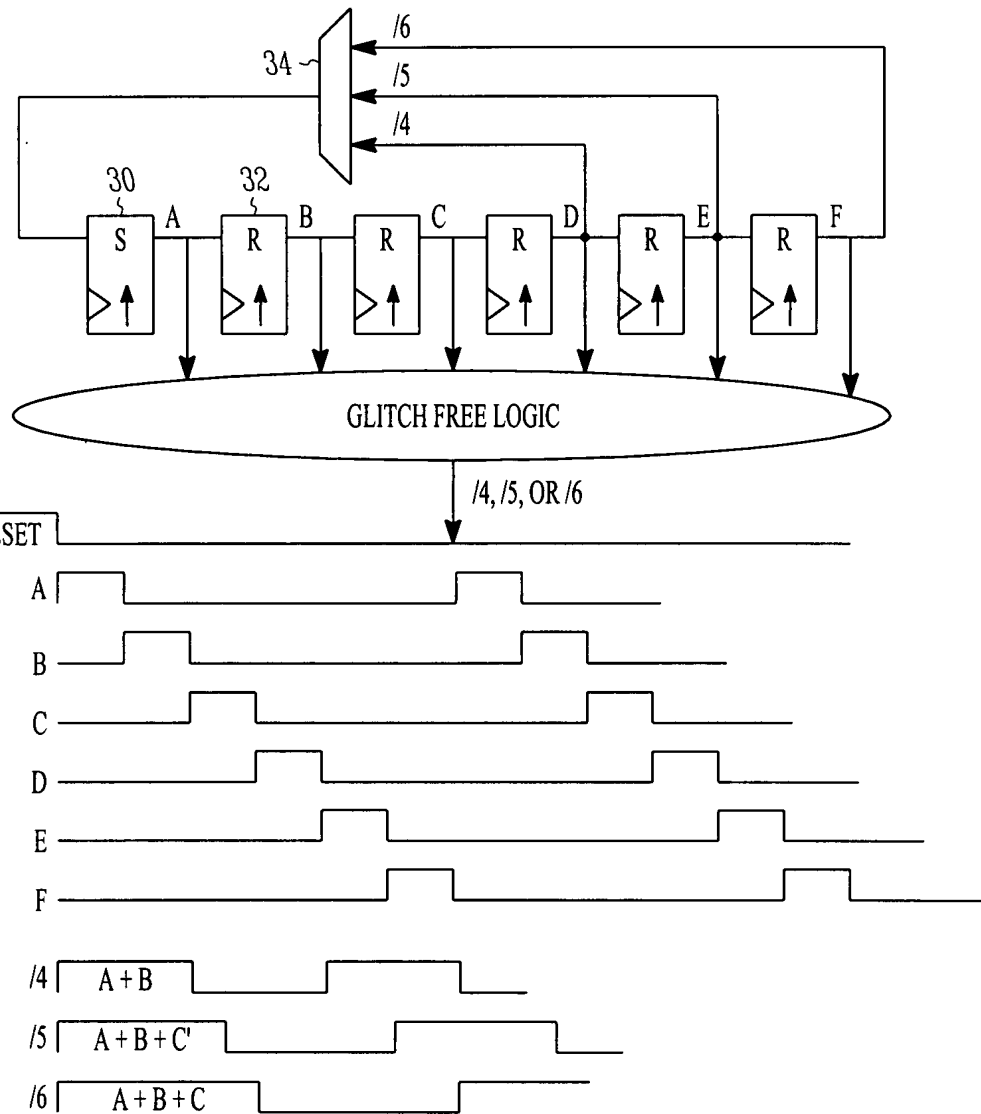 /6
34
/5
/4
30
A
32
B
C
D
E
F
S
R
R
R
R
R
GLITCH FREE LOGIC
/4, /5, OR /6
SET
A
B
C
D
E
F
/4
A + B
/5
A + B + C'
/6
A + B + C